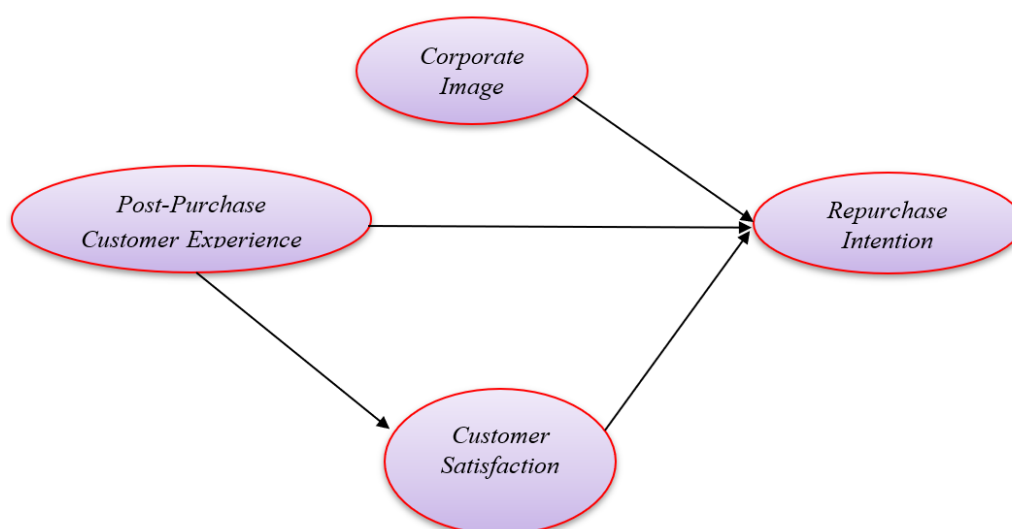 Corporate
Image
Post-Purchase
Customer Experience
Repurchase
Intention
Customer
Satisfaction